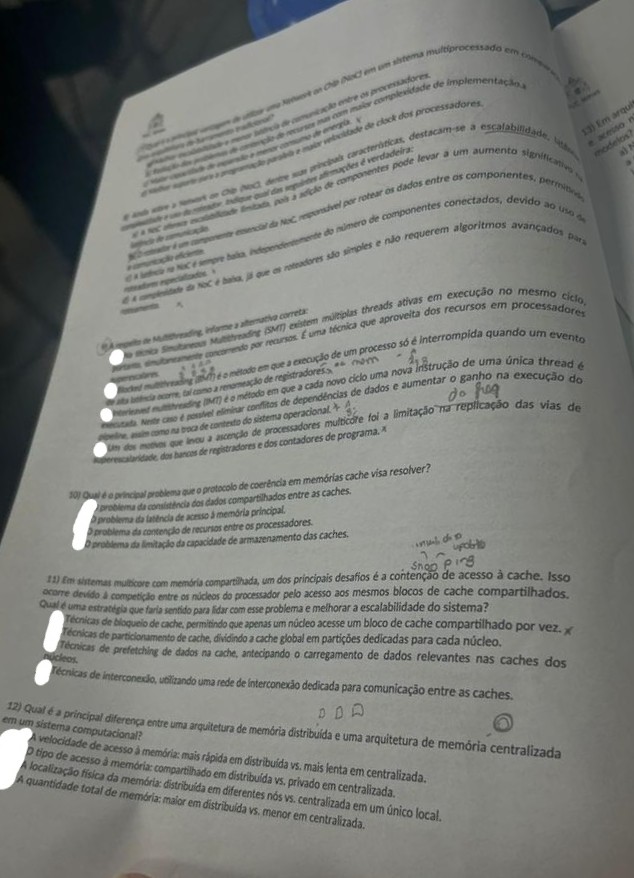 7) Qual é a principal vantagem de utilizar uma Network on Chip (NoC) em um sistema multiprocessado em
escalabilidade e menor latência de comunicação entre os processadores.
problemas de contenção de recursos mas com maior complexidade de implementação.
Maior capacidade de expansão e menor consumo de energia. x
Melhor suporte para a programação paralela e maior velocidade de clock dos processadores.
8) Ainda sobre a Network on Chip (NoC), dentre suas principais características, destacam-se a escalabilidade,
complexidade e uso de roteador. Indique qual das seguintes afirmações é verdadeira:
a) A NoC oferece escalabilidade limitada, pois a adição de componentes pode levar a um aumento significativo
latência de comunicação.
O roteador é um componente essencial da NoC, responsável por rotear os dados entre os componentes, permitindo
a comunicação eficiente.
c) A latência na NoC é sempre baixa, independentemente do número de componentes conectados, devido ao uso de
roteadores especializados. x
d) A complexidade da NoC é baixa, já que os roteadores são simples e não requerem algoritmos avançados para
roteamento. x
9) A respeito de Multithreading, informe a alternativa correta:
Na técnica Simultaneous Multithreading (SMT) existem múltiplas threads ativas em execução no mesmo ciclo,
portanto, simultaneamente concorrendo por recursos. É uma técnica que aproveita dos recursos em processadores
superescalares.
Blocked multithreading (BMT) é o método em que a execução de um processo só é interrompida quando um evento
de alta latência ocorre, tal como a renomeação de registradores.
Interleaved multithreading (IMT) é o método em que a cada novo ciclo uma nova instrução de uma única thread é
executada. Neste caso é possível eliminar conflitos de dependências de dados e aumentar o ganho na execução do
pipeline, assim como na troca de contexto do sistema operacional.
Um dos motivos que levou a ascenção de processadores multicore foi a limitação na replicação das vias de
superescalaridade, dos bancos de registradores e dos contadores de programa. x
10) Qual é o principal problema que o protocolo de coerência em memórias cache visa resolver?
problema da consistência dos dados compartilhados entre as caches.
O problema da latência de acesso à memória principal.
O problema da contenção de recursos entre os processadores.
O problema da limitação da capacidade de armazenamento das caches.
snooping
11) Em sistemas multicore com memória compartilhada, um dos principais desafios é a contenção de acesso à cache. Isso
ocorre devido à competição entre os núcleos do processador pelo acesso aos mesmos blocos de cache compartilhados.
Qual é uma estratégia que faria sentido para lidar com esse problema e melhorar a escalabilidade do sistema?
Técnicas de bloqueio de cache, permitindo que apenas um núcleo acesse um bloco de cache compartilhado por vez. x
Técnicas de particionamento de cache, dividindo a cache global em partições dedicadas para cada núcleo.
Técnicas de prefetching de dados na cache, antecipando o carregamento de dados relevantes nas caches dos
núcleos.
Técnicas de interconexão, utilizando uma rede de interconexão dedicada para comunicação entre as caches.
12) Qual é a principal diferença entre uma arquitetura de memória distribuída e uma arquitetura de memória centralizada
em um sistema computacional?
A velocidade de acesso à memória: mais rápida em distribuída vs. mais lenta em centralizada.
O tipo de acesso à memória: compartilhado em distribuída vs. privado em centralizada.
A localização física da memória: distribuída em diferentes nós vs. centralizada em um único local.
A quantidade total de memória: maior em distribuída vs. menor em centralizada.